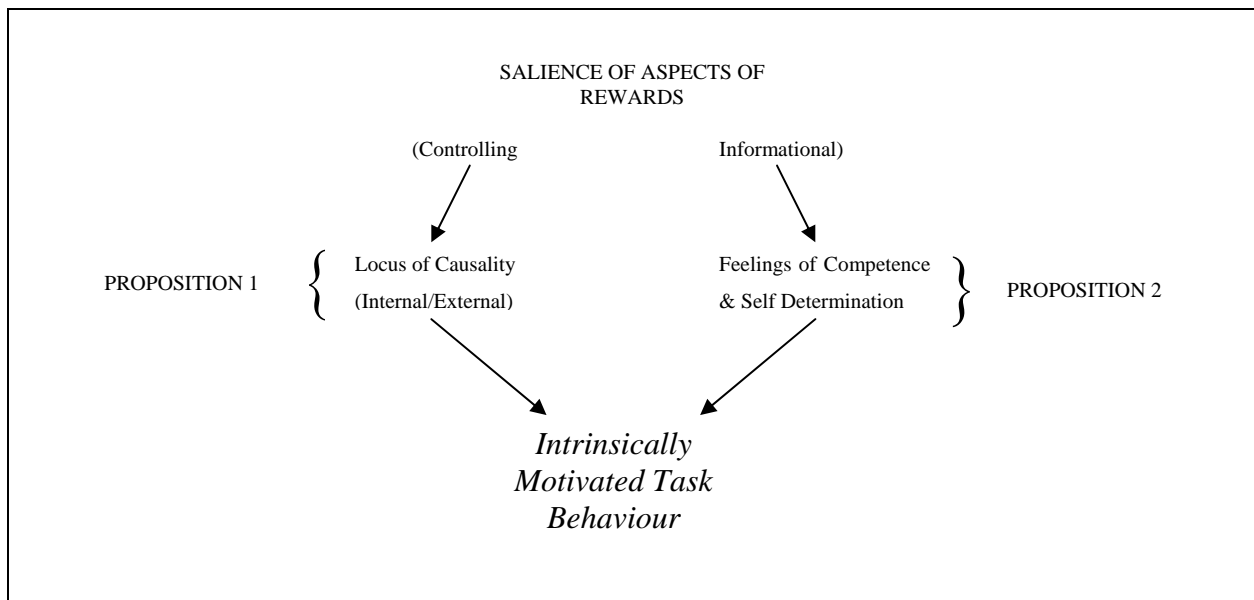 SALIENCE OF ASPECTS OF
REWARDS
(Controlling
Informational)
PROPOSITION 1
Locus of Causality
(Internal/External)
Feelings of Competence
& Self Determination
PROPOSITION 2
Intrinsically
Motivated Task
Behaviour